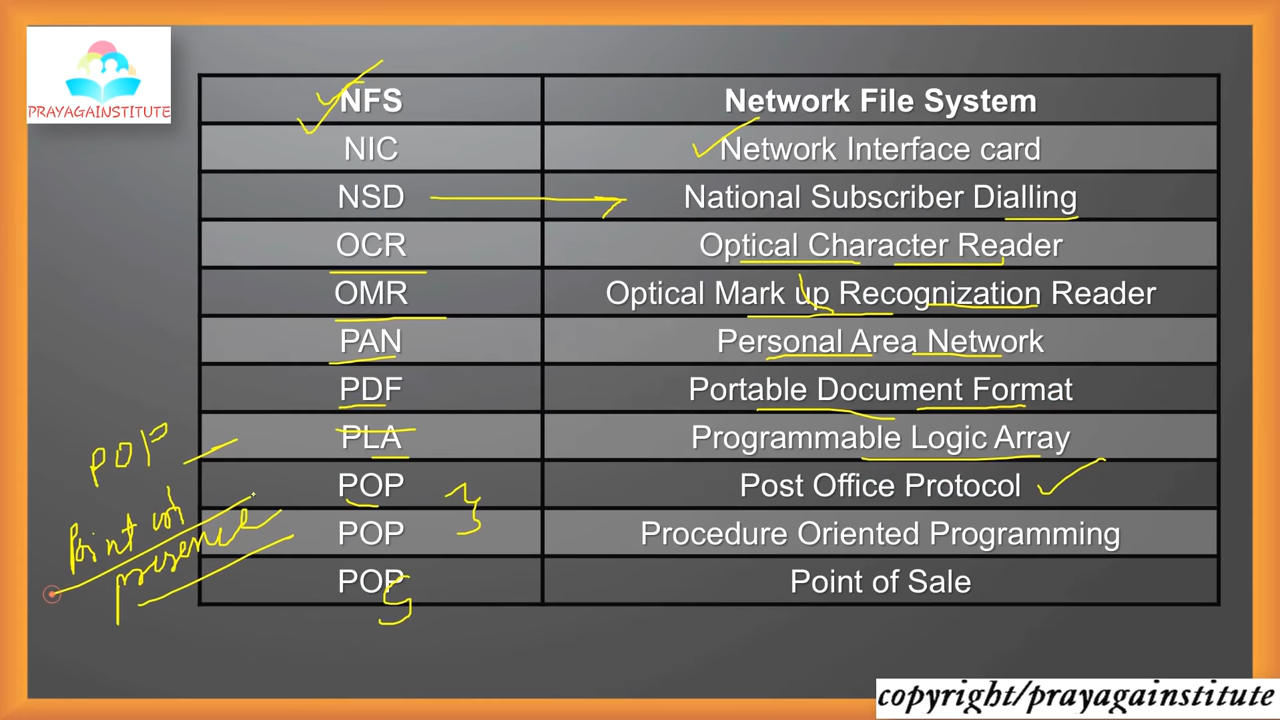 PRAYAGAINSTITUTE
NFS Network File System
NIC Network Interface card
NSD National Subscriber Dialling
OCR Optical Character Reader
OMR Optical Mark up Recognization Reader
PAN Personal Area Network
PDF Portable Document Format
PLA Programmable Logic Array
POP Post Office Protocol
POP Procedure Oriented Programming
POP Point of Sale
3
S
POP
Point of
presence
copyright/prayagainstitute